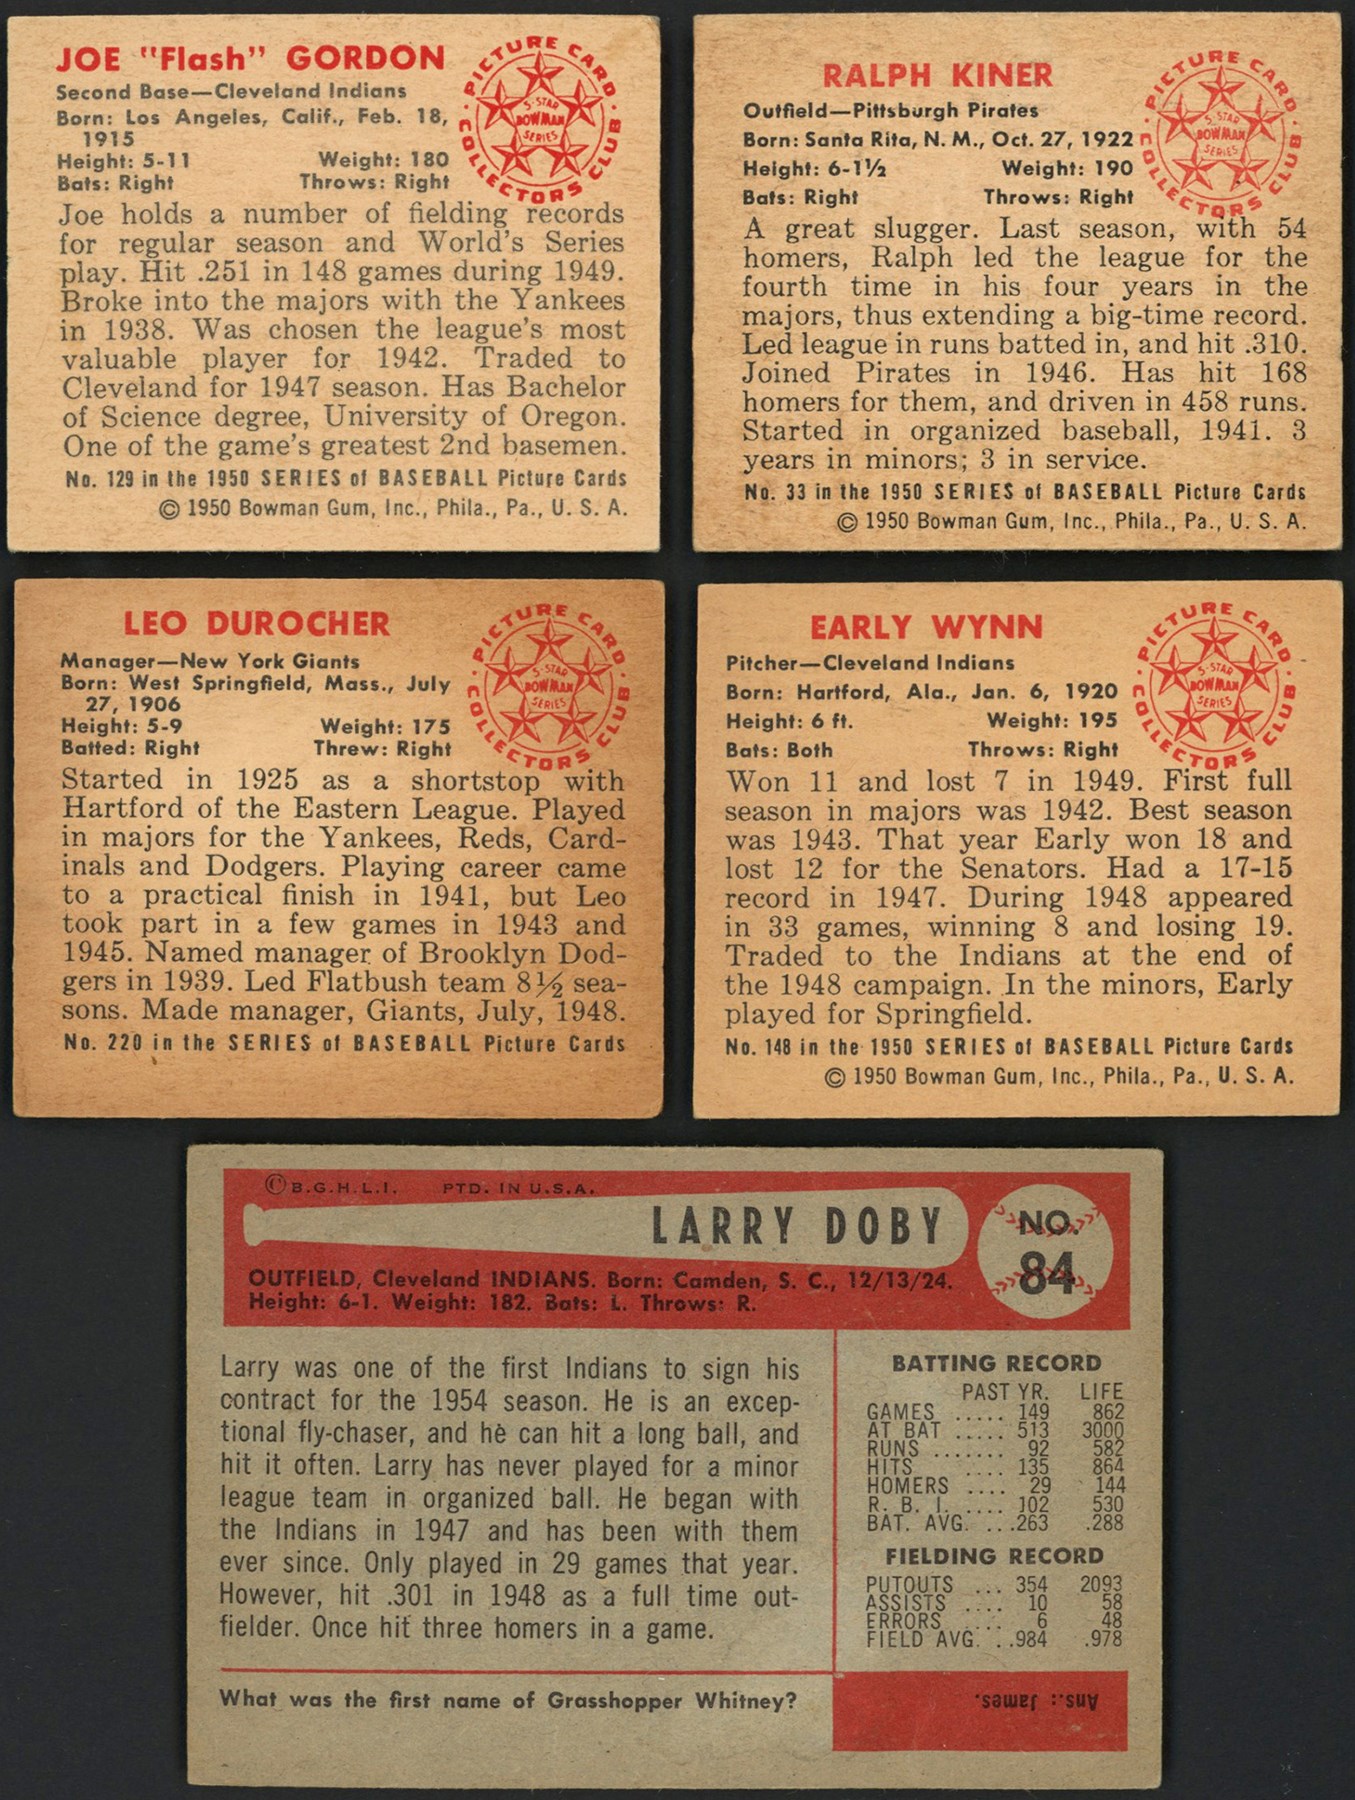 JOE "Flash" GORDON
Second Base—Cleveland Indians
Born: Los Angeles, Calif., Feb. 18,
1915
Height: 5-11 Weight: 180
Bats: Right Throws: Right
PICTURE CARD COLLECTORS CLUB
5-STAR
BOWMAN
SERIES
Joe holds a number of fielding records
for regular season and World's Series
play. Hit .251 in 148 games during 1949.
Broke into the majors with the Yankees
in 1938. Was chosen the league's most
valuable player for 1942. Traded to
Cleveland for 1947 season. Has Bachelor
of Science degree, University of Oregon.
One of the game's greatest 2nd basemen.
No. 129 in the 1950 SERIES of BASEBALL Picture Cards
© 1950 Bowman Gum, Inc., Phila., Pa., U. S. A.
RALPH KINER
Outfield—Pittsburgh Pirates
Born: Santa Rita, N. M., Oct. 27, 1922
Height: 6-1½ Weight: 190
Bats: Right Throws: Right
PICTURE CARD COLLECTORS CLUB
5-STAR
BOWMAN
SERIES
A great slugger. Last season, with 54
homers, Ralph led the league for the
fourth time in his four years in the
majors, thus extending a big-time record.
Led league in runs batted in, and hit .310.
Joined Pirates in 1946. Has hit 168
homers for them, and driven in 458 runs.
Started in organized baseball, 1941. 3
years in minors; 3 in service.
No. 33 in the 1950 SERIES of BASEBALL Picture Cards
© 1950 Bowman Gum, Inc., Phila., Pa., U. S. A.
LEO DUROCHER
Manager—New York Giants
Born: West Springfield, Mass., July
27, 1906
Height: 5-9 Weight: 175
Batted: Right Threw: Right
PICTURE CARD COLLECTORS CLUB
5-STAR
BOWMAN
SERIES
Started in 1925 as a shortstop with
Hartford of the Eastern League. Played
in majors for the Yankees, Reds, Card-
inals and Dodgers. Playing career came
to a practical finish in 1941, but Leo
took part in a few games in 1943 and
1945. Named manager of Brooklyn Dod-
gers in 1939. Led Flatbush team 8½ sea-
sons. Made manager, Giants, July, 1948.
No. 220 in the SERIES of BASEBALL Picture Cards
EARLY WYNN
Pitcher—Cleveland Indians
Born: Hartford, Ala., Jan. 6, 1920
Height: 6 ft. Weight: 195
Bats: Both Throws: Right
PICTURE CARD COLLECTORS CLUB
5-STAR
BOWMAN
SERIES
Won 11 and lost 7 in 1949. First full
season in majors was 1942. Best season
was 1943. That year Early won 18 and
lost 12 for the Senators. Had a 17-15
record in 1947. During 1948 appeared
in 33 games, winning 8 and losing 19.
Traded to the Indians at the end of
the 1948 campaign. In the minors, Early
played for Springfield.
No. 148 in the 1950 SERIES of BASEBALL Picture Cards
© 1950 Bowman Gum, Inc., Phila., Pa., U. S. A.
© B.G.H.L.I. PTD. IN U.S.A.
LARRY DOBY
NO.
84
OUTFIELD, Cleveland INDIANS. Born: Camden, S. C., 12/13/24.
Height: 6-1. Weight: 182. Bats: L. Throws: R.
Larry was one of the first Indians to sign his
contract for the 1954 season. He is an excep-
tional fly-chaser, and he can hit a long ball, and
hit it often. Larry has never played for a minor
league team in organized ball. He began with
the Indians in 1947 and has been with them
ever since. Only played in 29 games that year.
However, hit .301 in 1948 as a full time out-
fielder. Once hit three homers in a game.
BATTING RECORD
PAST YR. LIFE
GAMES ..... 149 862
AT BAT ..... 513 3000
RUNS ....... 92 582
HITS .... 135 864
HOMERS .... 29 144
R. B. I. .... 102 530
BAT. AVG. ...263 .288
FIELDING RECORD
PUTOUTS ... 354 2093
ASSISTS .... 10 58
ERRORS .... 6 48
FIELD AVG. ..984 .978
What was the first name of Grasshopper Whitney?
Ans.: James.